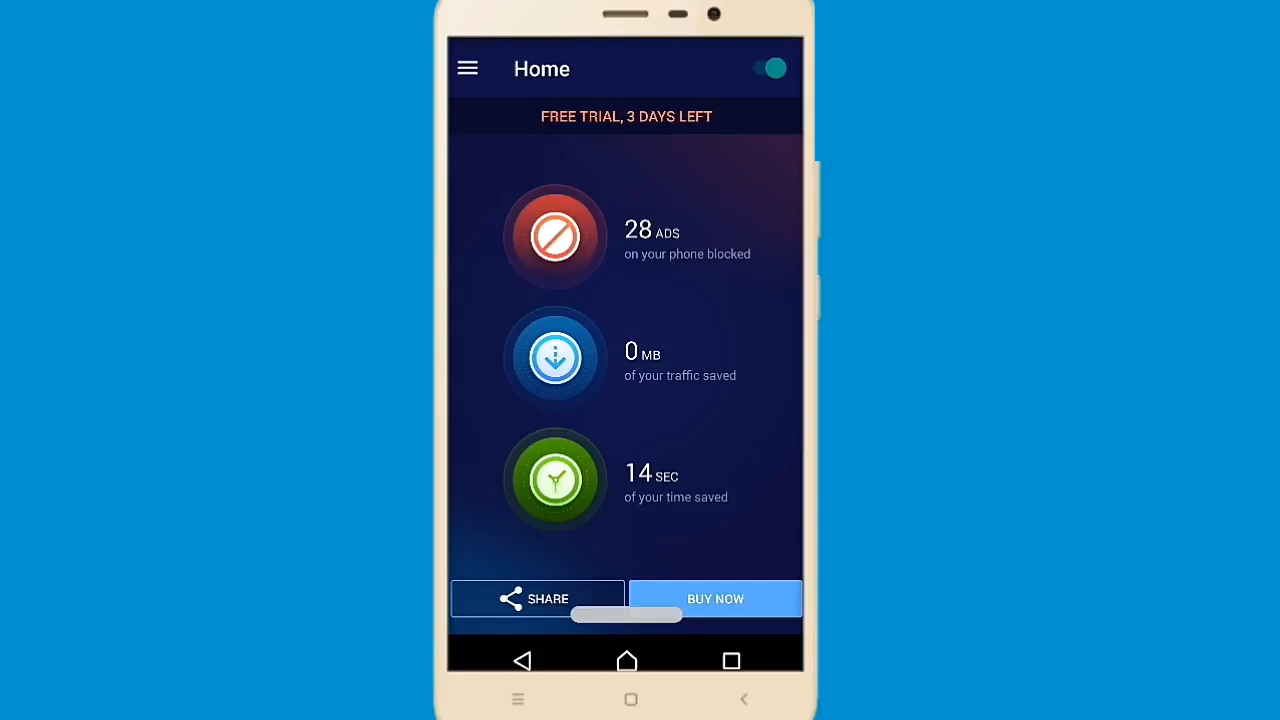 Home
FREE TRIAL, 3 DAYS LEFT
28 ADS
on your phone blocked
0 MB
of your traffic saved
14 SEC
of your time saved
SHARE
BUY NOW